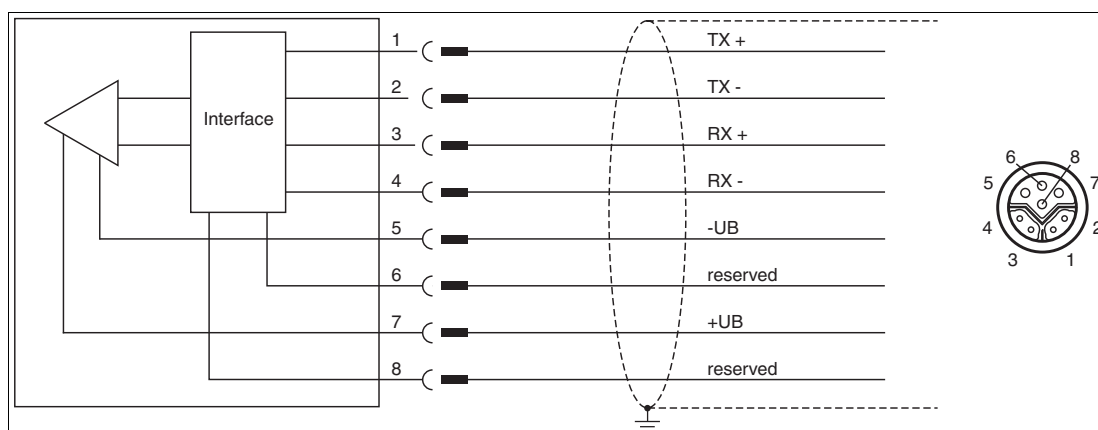 1 TX +
2 TX -
Interface
3 RX +
4 RX -
5 -UB
6 reserved
7 +UB
8 reserved
6 8
5 7
4 2
3 1